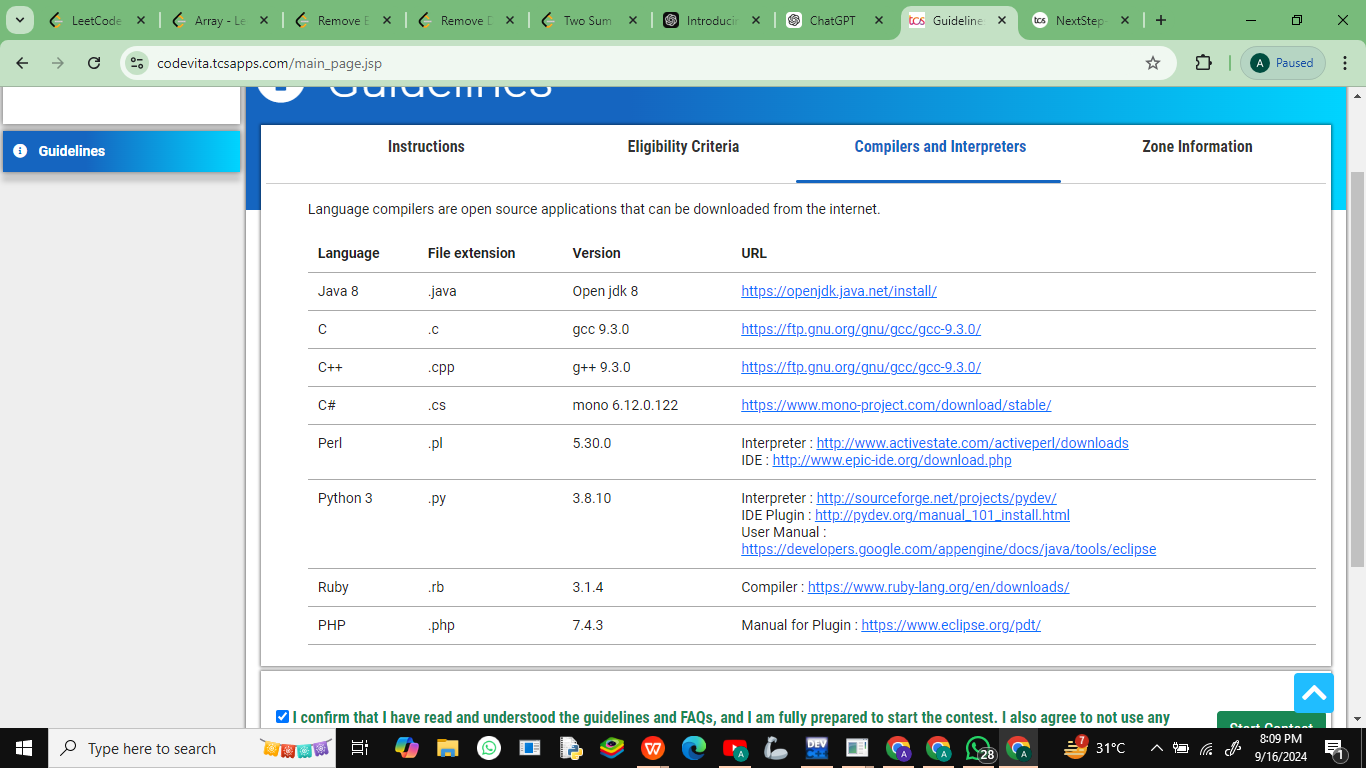 LeetCode
Array - Le
Remove E
Remove D
Two Sum
Introducin
ChatGPT
tcs
Guidelines
tcs
NextStep
codevita.tcsapps.com/main_page.jsp
A
Paused
Guidelines
Guidelines
Instructions
Eligibility Criteria
Compilers and Interpreters
Zone Information
Language compilers are open source applications that can be downloaded from the internet.
Language File extension Version URL
Java 8 .java Open jdk 8 https://openjdk.java.net/install/
C .c gcc 9.3.0 https://ftp.gnu.org/gnu/gcc/gcc-9.3.0/
C++ .cpp g++ 9.3.0 https://ftp.gnu.org/gnu/gcc/gcc-9.3.0/
C# .cs mono 6.12.0.122 https://www.mono-project.com/download/stable/
Perl .pl 5.30.0 Interpreter : http://www.activestate.com/activeperl/downloads
IDE : http://www.epic-ide.org/download.php
Python 3 .py 3.8.10 Interpreter : http://sourceforge.net/projects/pydev/
IDE Plugin : http://pydev.org/manual_101_install.html
User Manual :
https://developers.google.com/appengine/docs/java/tools/eclipse
Ruby .rb 3.1.4 Compiler : https://www.ruby-lang.org/en/downloads/
PHP .php 7.4.3 Manual for Plugin : https://www.eclipse.org/pdt/
I confirm that I have read and understood the guidelines and FAQs, and I am fully prepared to start the contest. I also agree to not use any
Start Contest
Type here to search
DEV
28
7
31°C
8:09 PM
9/16/2024
1